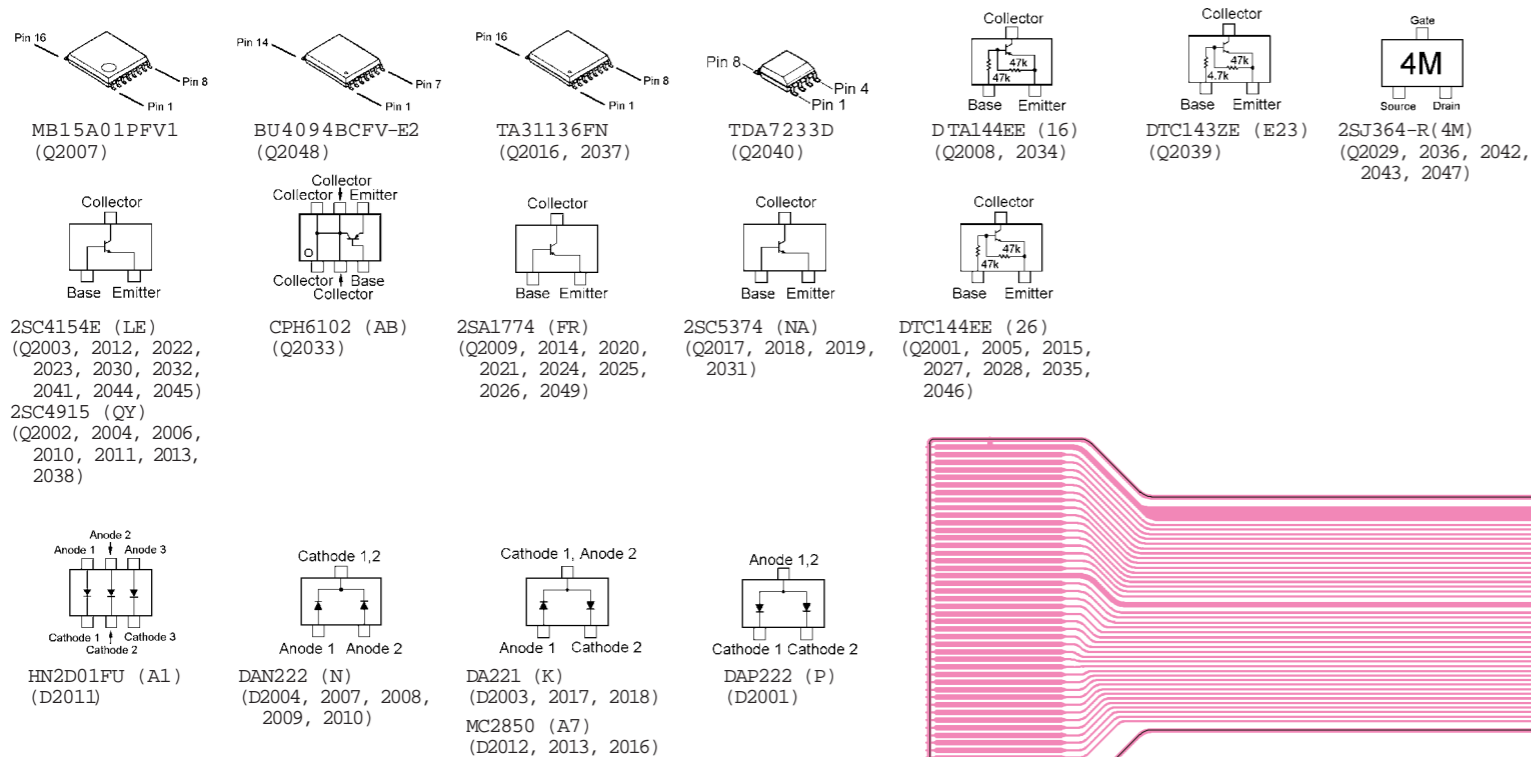 Pin 16
Pin 8
Pin 1
MB15A01PFV1
(Q2007)
Pin 14
Pin 7
Pin 1
BU4094BCFV-E2
(Q2048)
Pin 16
Pin 8
Pin 1
TA31136FN
(Q2016, 2037)
Pin 8
Pin 4
Pin 1
TDA7233D
(Q2040)
Collector
47k
47k
Base Emitter
DTA144EE (16)
(Q2008, 2034)
Collector
47k
4.7k
Base Emitter
DTC143ZE (E23)
(Q2039)
Gate
4M
Source Drain
2SJ364-R(4M)
(Q2029, 2036, 2042,
2043, 2047)
Collector
Base Emitter
2SC4154E (LE)
(Q2003, 2012, 2022,
2023, 2030, 2032,
2041, 2044, 2045)
2SC4915 (QY)
(Q2002, 2004, 2006,
2010, 2011, 2013,
2038)
Collector
Collector Emitter
Collector Base
Collector
CPH6102 (AB)
(Q2033)
Collector
Base Emitter
2SA1774 (FR)
(Q2009, 2014, 2020,
2021, 2024, 2025,
2026, 2049)
Collector
Base Emitter
2SC5374 (NA)
(Q2017, 2018, 2019,
2031)
Collector
47k
47k
Base Emitter
DTC144EE (26)
(Q2001, 2005, 2015,
2027, 2028, 2035,
2046)
Anode 2
Anode 1 Anode 3
Cathode 1 Cathode 3
Cathode 2
HN2D01FU (A1)
(D2011)
Cathode 1,2
Anode 1 Anode 2
DAN222 (N)
(D2004, 2007, 2008,
2009, 2010)
Cathode 1, Anode 2
Anode 1 Cathode 2
DA221 (K)
(D2003, 2017, 2018)
MC2850 (A7)
(D2012, 2013, 2016)
Anode 1,2
Cathode 1 Cathode 2
DAP222 (P)
(D2001)